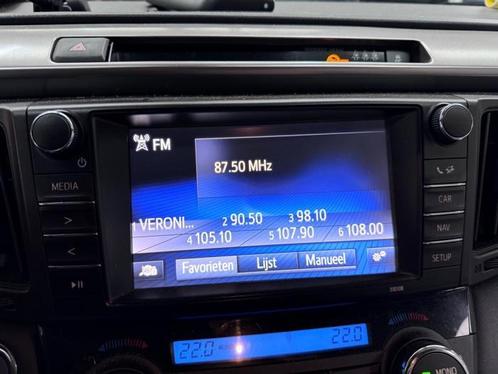 FM
87.50 MHz
1 VERONI... 2 90.50 3 98.10
4 105.10 5 107.90 6 108.00
Favorieten Lijst Manueel
MEDIA
>
<
CAR
NAV
SETUP
22.0 22.0
MONO